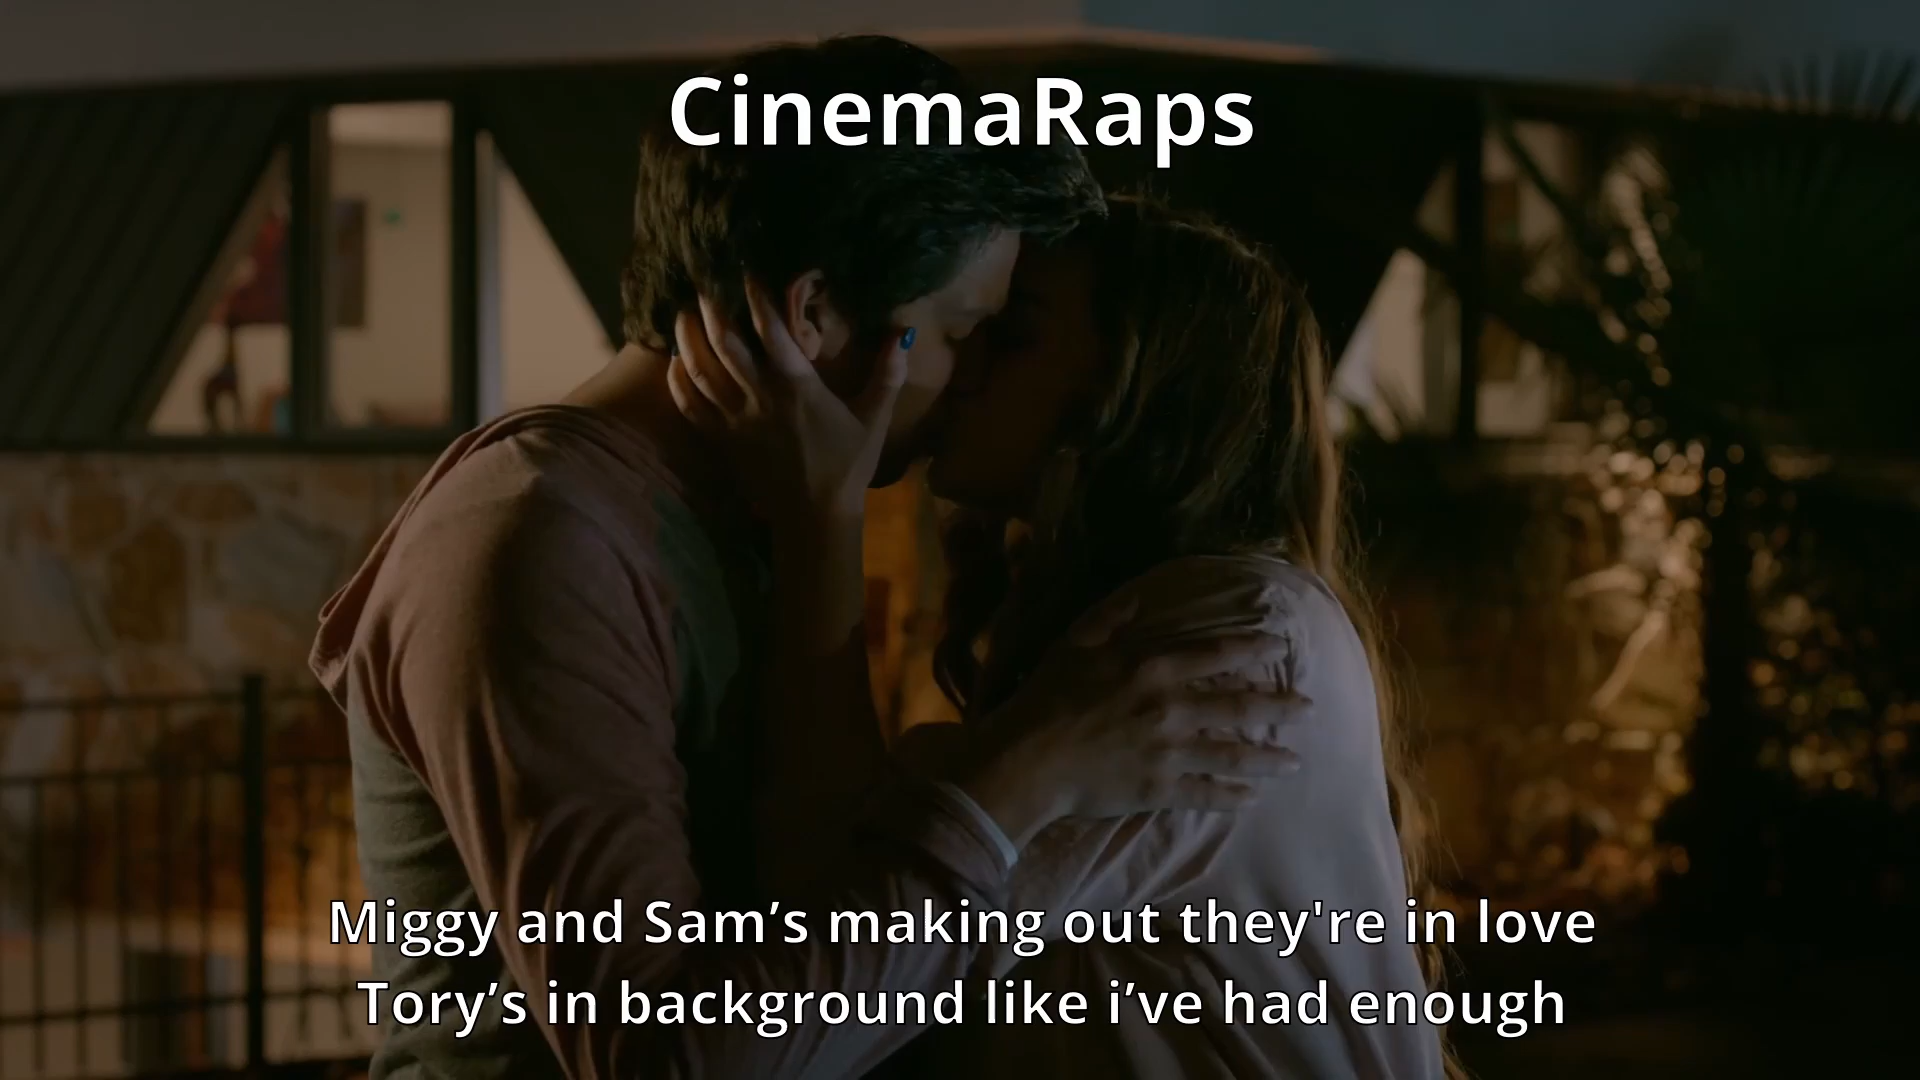 CinemaRaps
Miggy and Sam’s making out they're in love
Tory’s in background like i’ve had enough